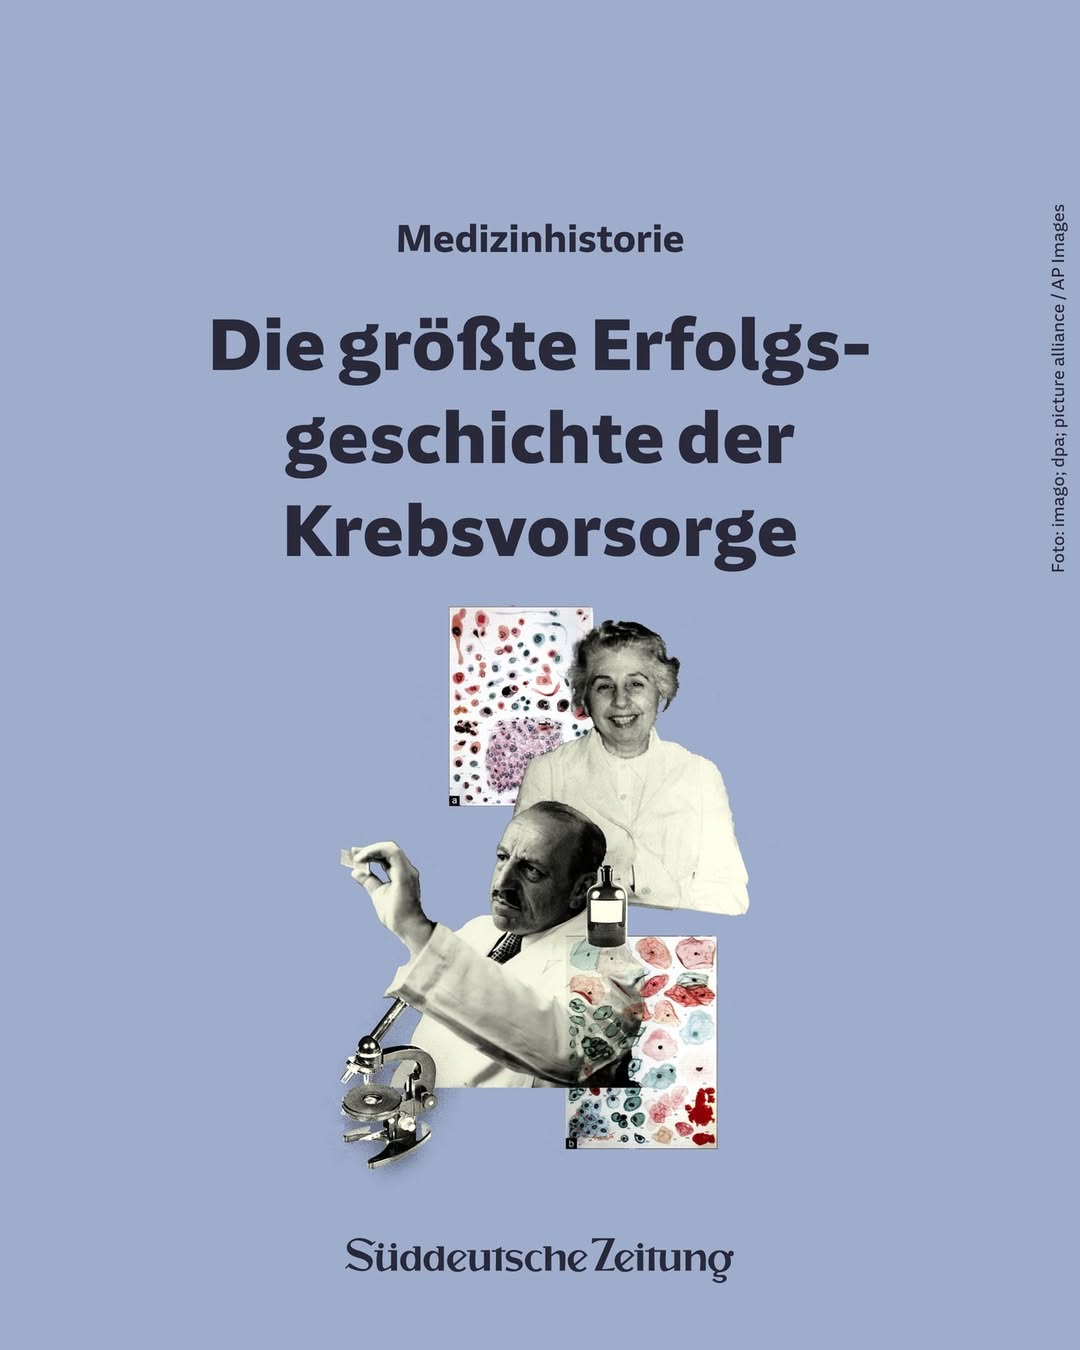 Medizinhistorie
Die größte Erfolgs-
geschichte der
Krebsvorsorge
Foto: imago; dpa; picture alliance / AP Images
a
b
Süddeutsche Zeitung